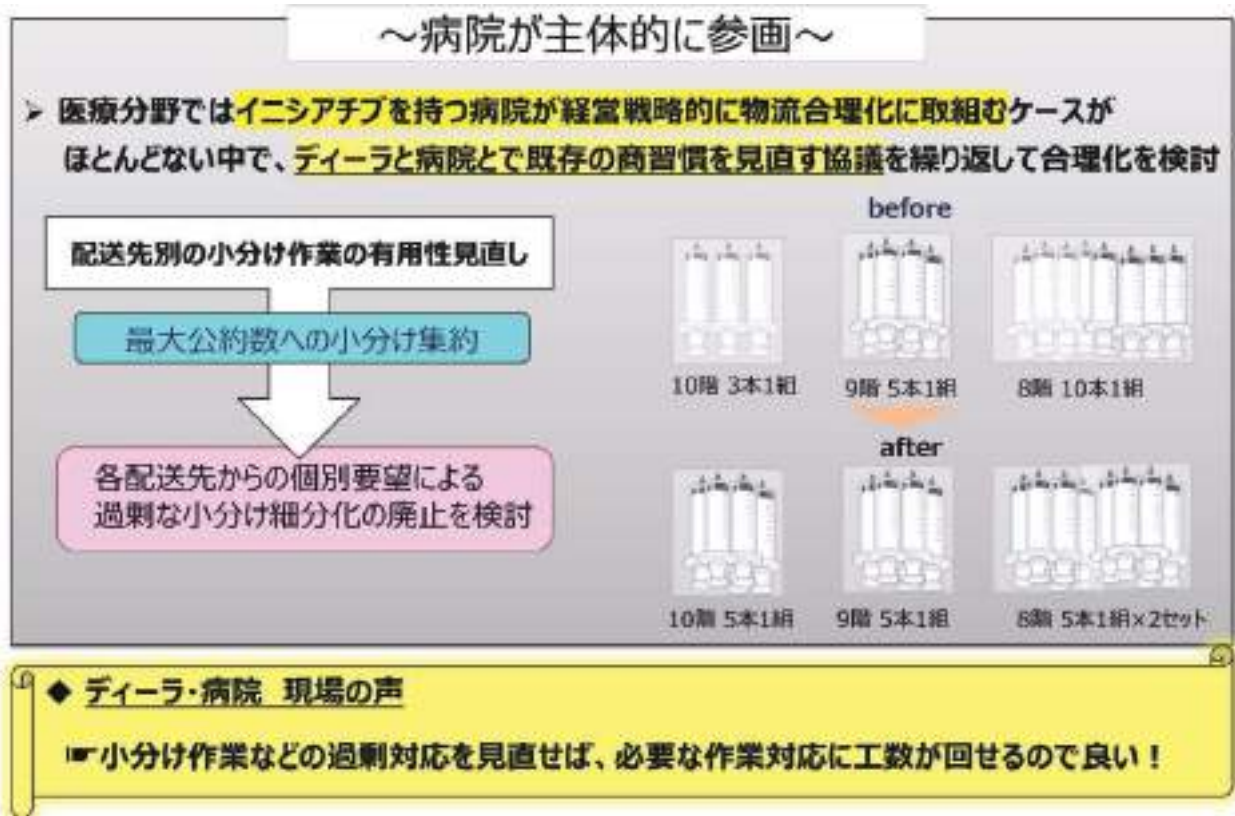 ～病院が主体的に参画～
➢ 医療分野ではイニシアチブを持つ病院が経営戦略的に物流合理化に取組むケースが
ほとんどない中で、ディーラと病院とで既存の商習慣を見直す協議を繰り返して合理化を検討
配送先別の小分け作業の有用性見直し
最大公約数への小分け集約
各配送先からの個別要望による
過剰な小分け細分化の廃止を検討
before
10階 3本1組
9階 5本1組
8階 10本1組
after
10階 5本1組
9階 5本1組
8階 5本1組×2セット
◆ ディーラ・病院 現場の声
☛小分け作業などの過剰対応を見直せば、必要な作業対応に工数が回せるので良い！